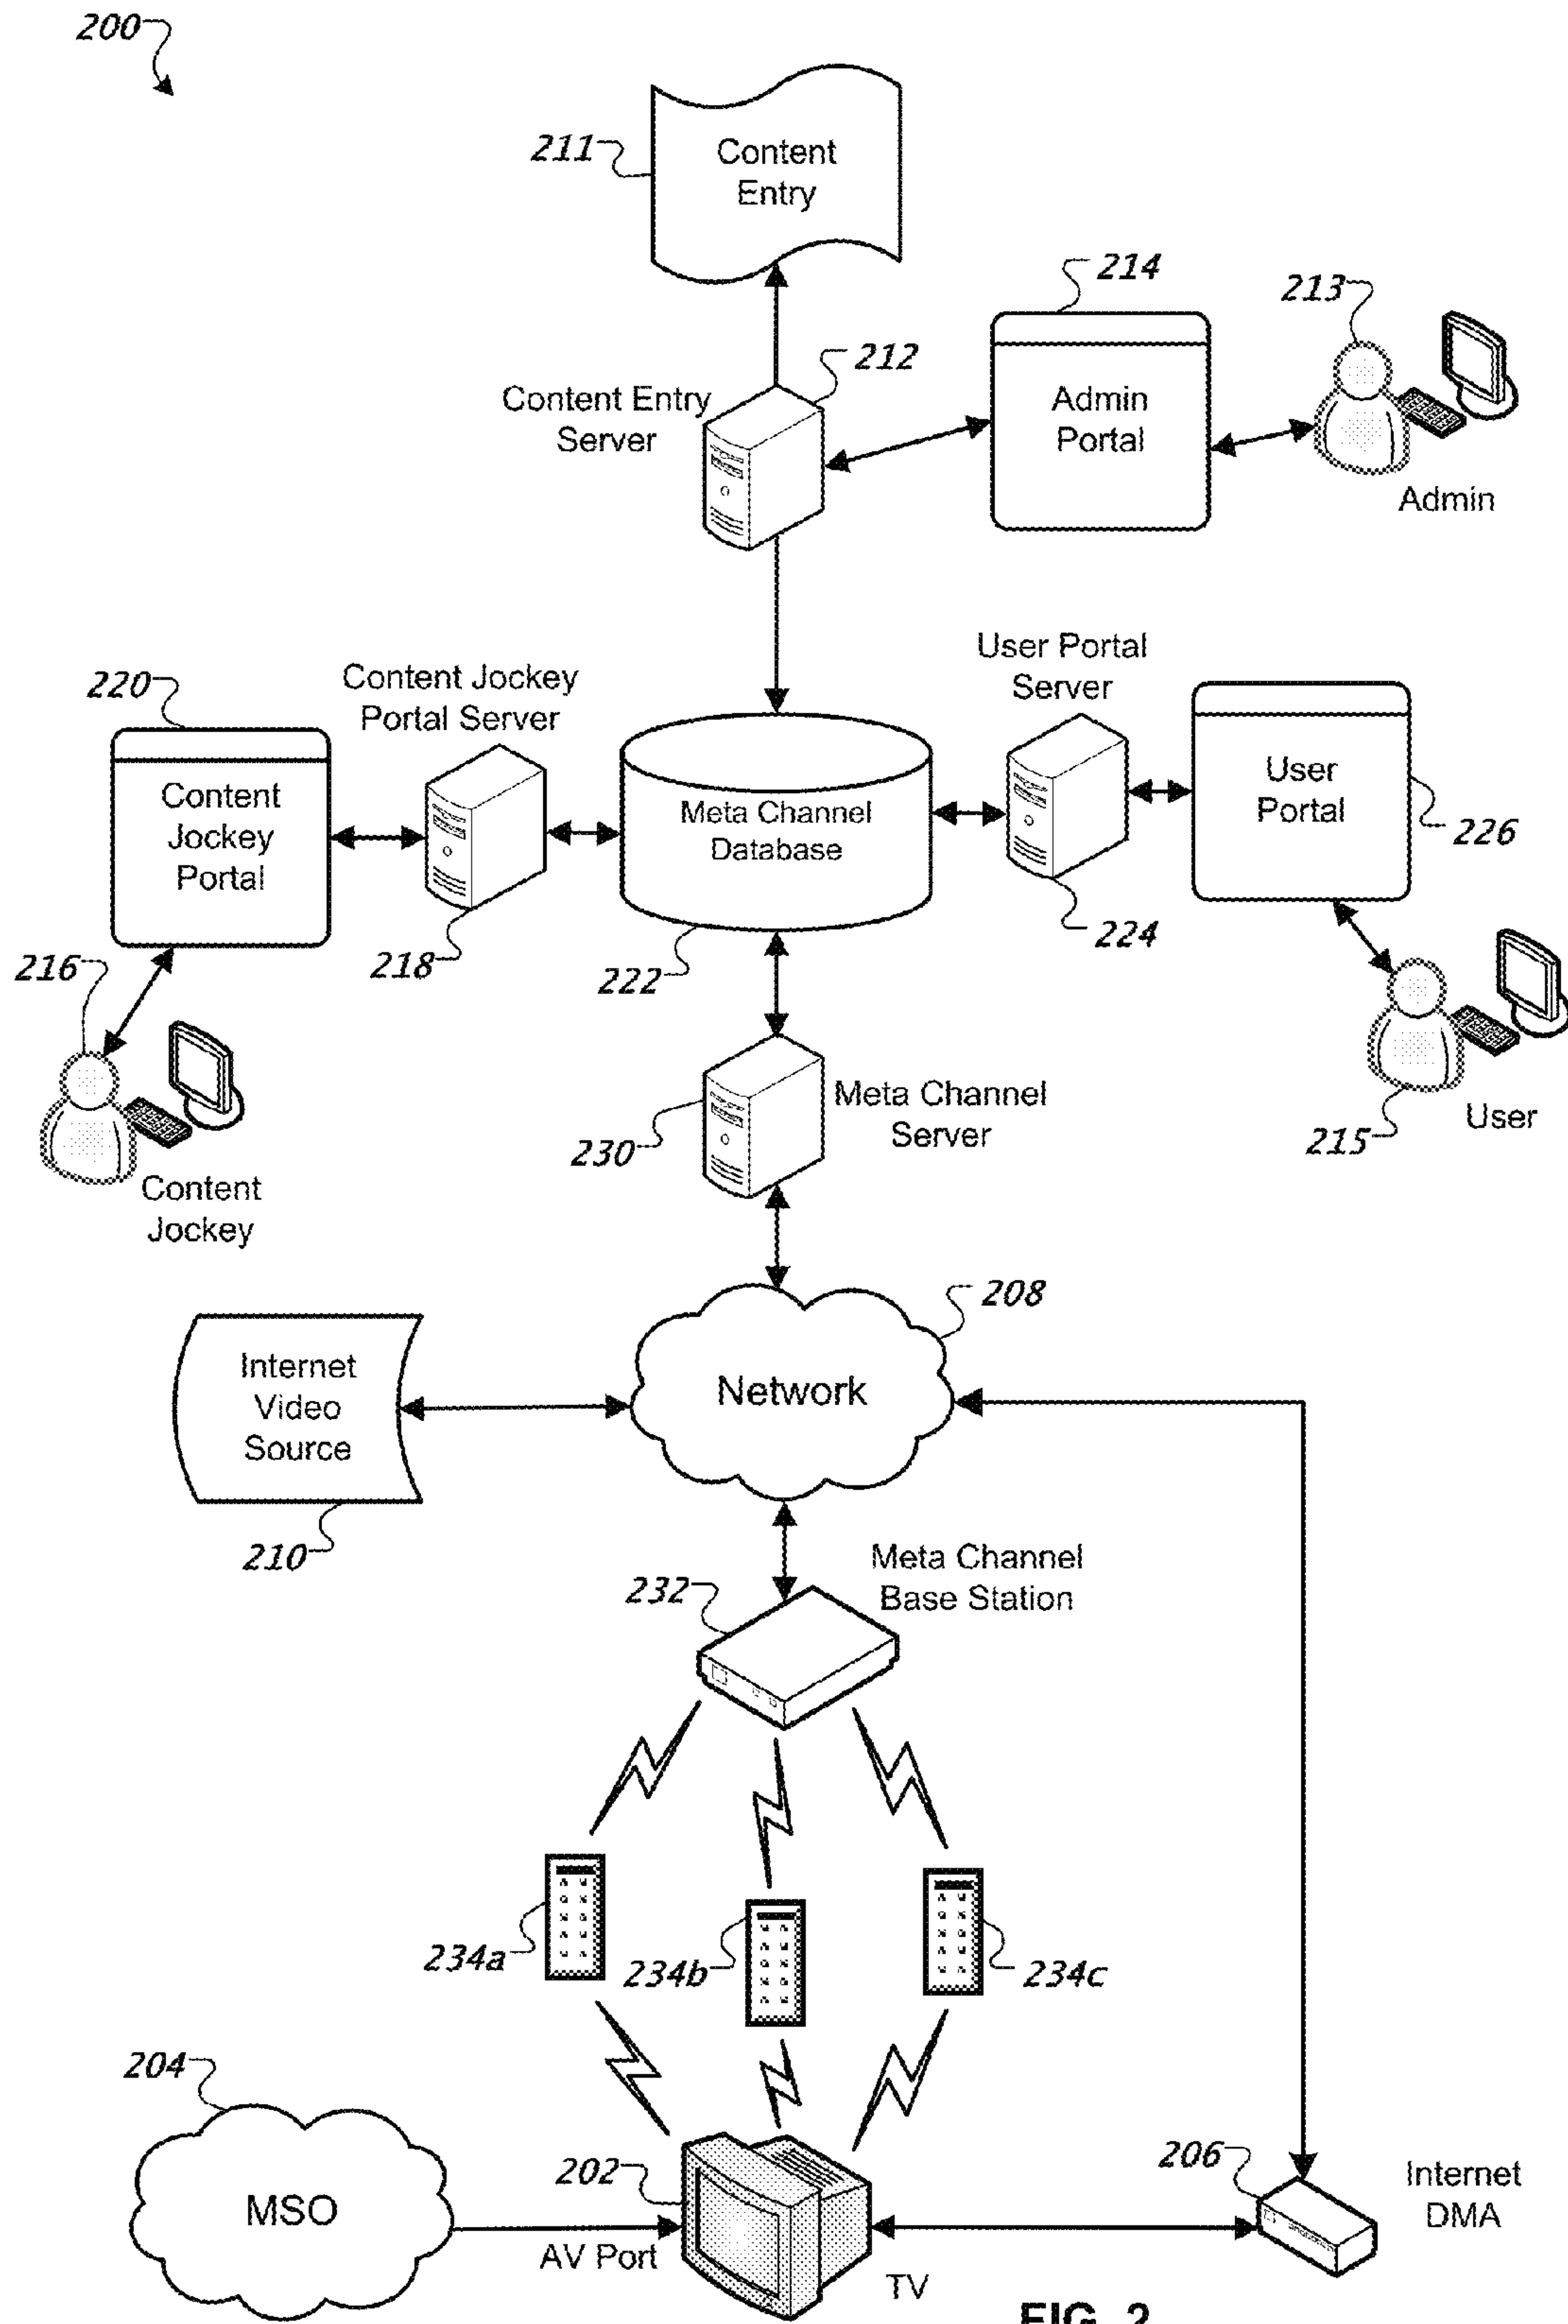 200
211
Content
Entry
214
213
212
Content Entry
Server
Admin
Portal
Admin
User Portal
Server
220
Content Jockey
Portal Server
Content
Jockey
Portal
Meta Channel
Database
User
Portal
226
216
218
222
224
Meta Channel
Server
230
215
User
Content
Jockey
208
Internet
Video
Source
Network
210
Meta Channel
Base Station
232
234a
234b
234c
204
202
206
Internet
DMA
MSO
AV Port
TV
FIG. 2